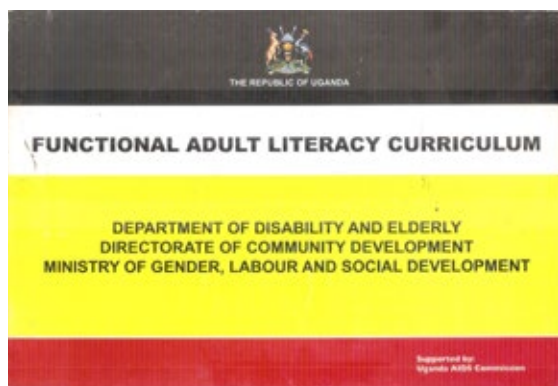 THE REPUBLIC OF UGANDA
FUNCTIONAL ADULT LITERACY CURRICULUM
DEPARTMENT OF DISABILITY AND ELDERLY
DIRECTORATE OF COMMUNITY DEVELOPMENT
MINISTRY OF GENDER, LABOUR AND SOCIAL DEVELOPMENT
Supported by:
Uganda AIDS Commission